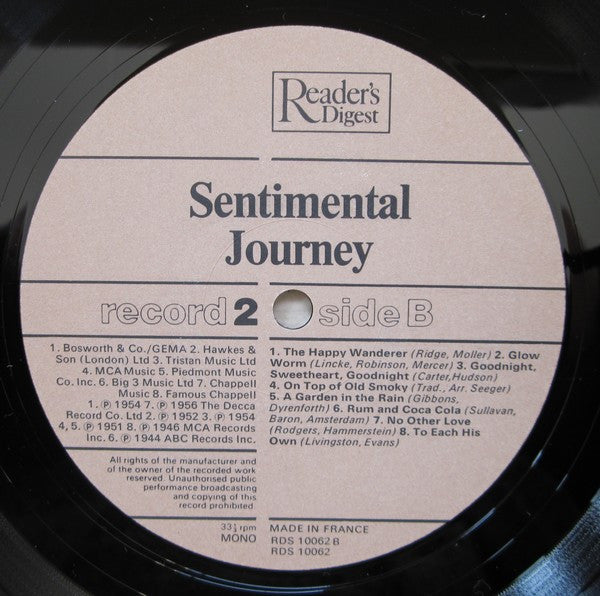 Reader's
Digest
Sentimental
Journey
record 2 side B
1. Bosworth & Co./GEMA 2. Hawkes &
Son (London) Ltd 3. Tristan Music Ltd
4. MCA Music 5. Piedmont Music
Co. Inc. 6. Big 3 Music Ltd 7. Chappell
Music 8. Famous Chappell
1. ℗ 1954 7. ℗ 1956 The Decca
Record Co. Ltd 2. ℗ 1952 3. ℗ 1954
4, 5. ℗ 1951 8. ℗ 1946 MCA Records
Inc. 6. ℗ 1944 ABC Records Inc.
All rights of the manufacturer and
of the owner of the recorded work
reserved. Unauthorised public
performance broadcasting
and copying of this
record prohibited
33⅓ rpm
MONO
1. The Happy Wanderer (Ridge, Moller) 2. Glow
Worm (Lincke, Robinson, Mercer) 3. Goodnight,
Sweetheart, Goodnight (Carter,Hudson)
4. On Top of Old Smoky (Trad., Arr. Seeger)
5. A Garden in the Rain (Gibbons,
Dyrenforth) 6. Rum and Coca Cola (Sullavan,
Baron, Amsterdam) 7. No Other Love
(Rodgers, Hammerstein) 8. To Each His
Own (Livingston, Evans)
MADE IN FRANCE
RDS 10062 B
RDS 10062